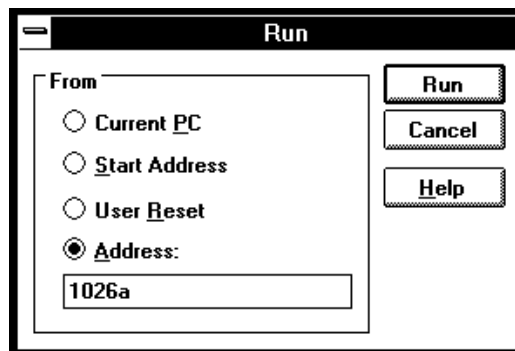 Run
From
Current PC
Start Address
User Reset
Address:
1026a
Run
Cancel
Help